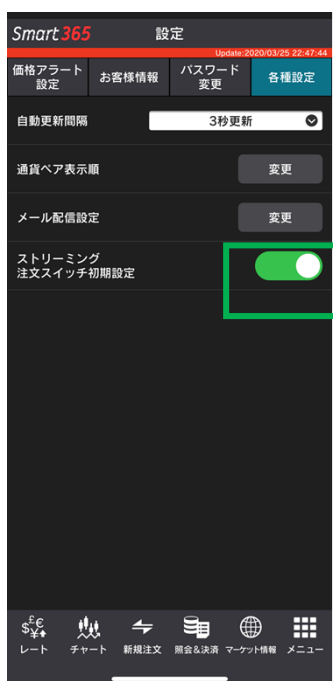 Smart 365 設定
Update:2020/03/25 22:47:44
価格アラート
設定
お客様情報
パスワード
変更
各種設定
自動更新間隔 3秒更新
通貨ペア表示順 変更
メール配信設定 変更
ストリーミング
注文スイッチ初期設定
$£€¥
レート チャート 新規注文 照会&決済 マーケット情報 メニュー